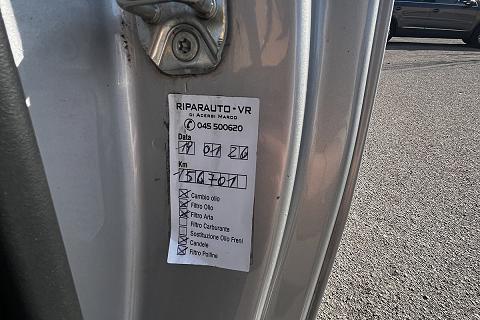 RIPARAUTO - VR
DI ACERBI MARCO
045 500620
Data
19 01 26
Km
156701
Cambio olio
Filtro Olio
Filtro Aria
Filtro Carburante
Sostituzione Olio Freni
Candele
Filtro Polline